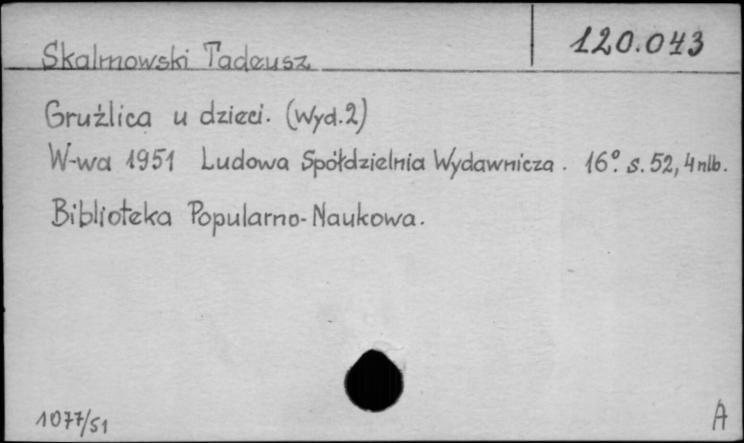 Skalmowski Tadeusz
120.043
Gruźlica u dzieci. (Wyd.2)
W-wa 1951 Ludowa Spółdzielnia Wydawnicza. 16° s. 52, 4 nlb.
Biblioteka Popularno-Naukowa.
1077/51
A